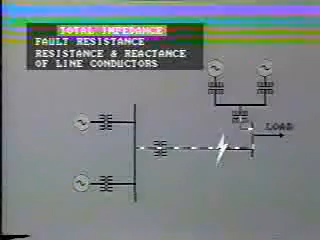 TOTAL IMPEDANCE
FAULT RESISTANCE
RESISTANCE & REACTANCE
OF LINE CONDUCTORS
LOAD